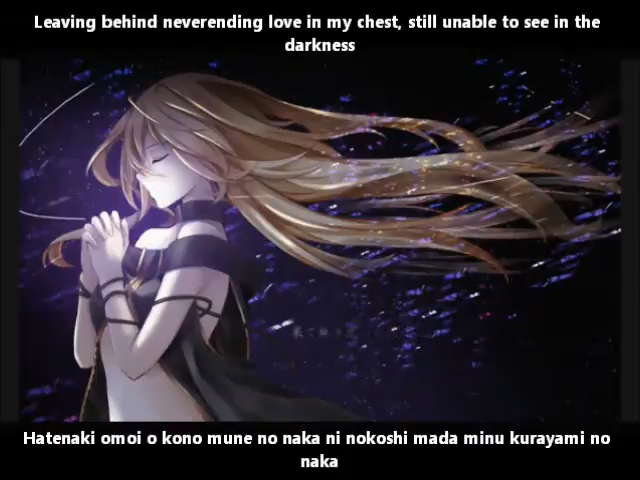 Leaving behind neverending love in my chest, still unable to see in the
darkness
Hatenaki omoi o kono mune no naka ni nokoshi mada minu kurayami no
naka